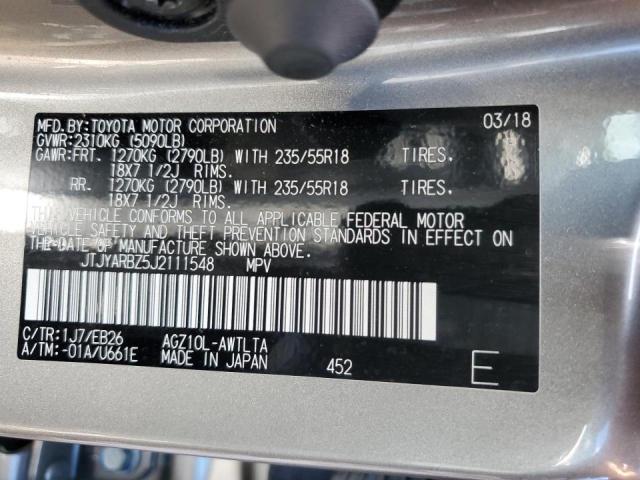 MFD.BY:TOYOTA MOTOR CORPORATION 03/18
GVWR:2310KG (5090LB)
GAWR:FRT. 1270KG (2790LB) WITH 235/55R18 TIRES,
18X7 1/2J RIMS.
RR. 1270KG (2790LB) WITH 235/55R18 TIRES,
18X7 1/2J RIMS.
THIS VEHICLE CONFORMS TO ALL APPLICABLE FEDERAL MOTOR
VEHICLE SAFETY AND THEFT PREVENTION STANDARDS IN EFFECT ON
THE DATE OF MANUFACTURE SHOWN ABOVE.
JTJYARBZ5J2111548 MPV
C/TR:1J7/EB26 AGZ10L-AWTLTA
A/TM:-01A/U661E MADE IN JAPAN 452 E